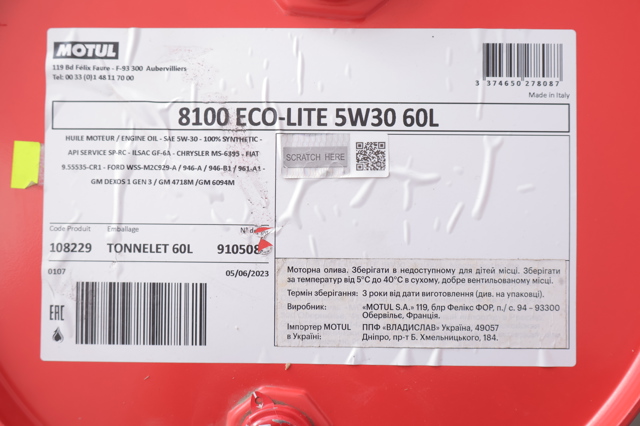 MOTUL
119 Bd Félix Faure - F-93 300 Aubervilliers
Tel: 00 33 (0)1 48 11 70 00
3 374650 278087
Made in Italy
8100 ECO-LITE 5W30 60L
HUILE MOTEUR / ENGINE OIL - SAE 5W-30 - 100% SYNTHETIC -
API SERVICE SP-RC - ILSAC GF-6A - CHRYSLER MS-6395 - FIAT
9.55535-CR1 - FORD WSS-M2C929-A / 946-A / 946-B1 / 961-A1 -
GM DEXOS 1 GEN 3 / GM 4718M / GM 6094M
SCRATCH HERE
Code Produit Emballage N° de
108229 TONNELET 60L 910508
0107 05/06/2023
EAC
Моторна олива. Зберігати в недоступному для дітей місці. Зберігати
за температур від 5°С до 40°С в сухому, добре вентильованому місці.
Термін зберігання: 3 роки від дати виготовлення (див. на упаковці).
Виробник: «MOTUL S.A.» 119, блр Фелікс ФОР, п./с. 94 - 93300
Обервільє, Франція.
Імпортер MOTUL ППФ «ВЛАДИСЛАВ» Україна, 49057
в Україні: Дніпро, пр-т Б. Хмельницького, 184.